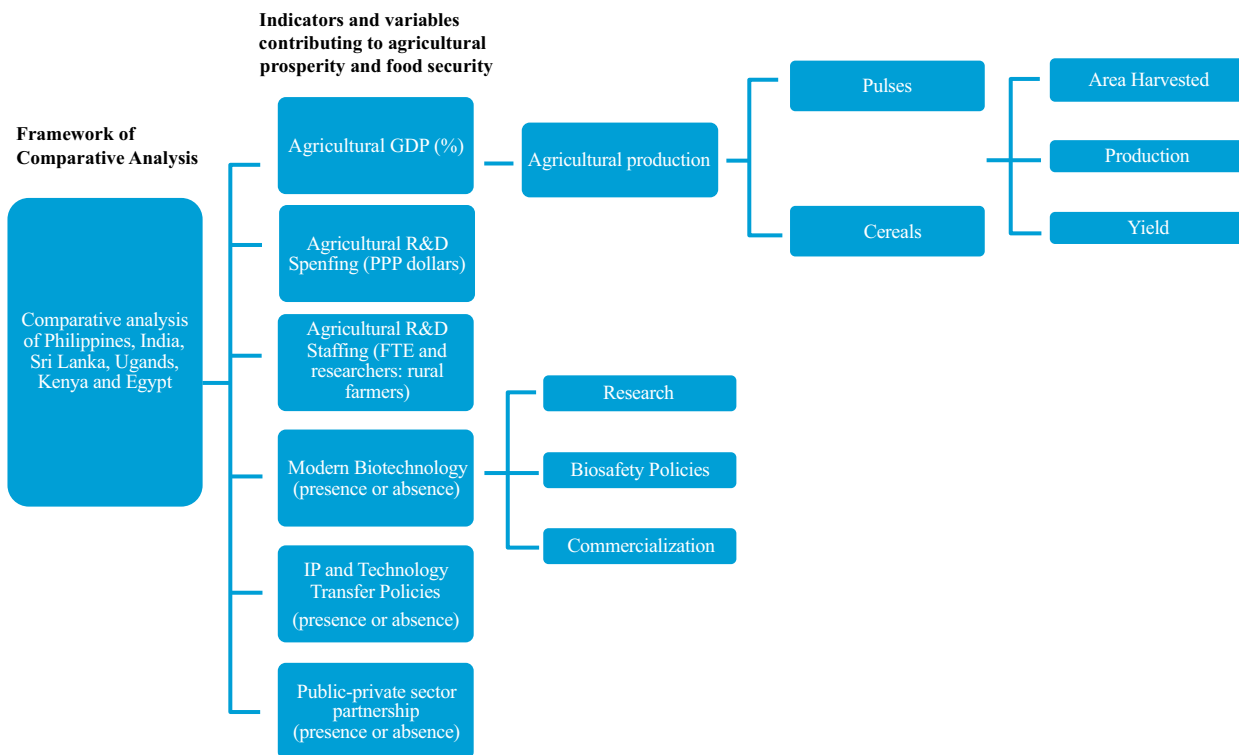 Indicators and variables
contributing to agricultural
prosperity and food security
Framework of
Comparative Analysis
Comparative analysis
of Philippines, India,
Sri Lanka, Ugands,
Kenya and Egypt
Agricultural GDP (%)
Agricultural production
Pulses
Cereals
Area Harvested
Production
Yield
Agricultural R&D
Spenfing (PPP dollars)
Agricultural R&D
Staffing (FTE and
researchers: rural
farmers)
Modern Biotechnology
(presence or absence)
Research
Biosafety Policies
Commercialization
IP and Technology
Transfer Policies
(presence or absence)
Public-private sector
partnership
(presence or absence)